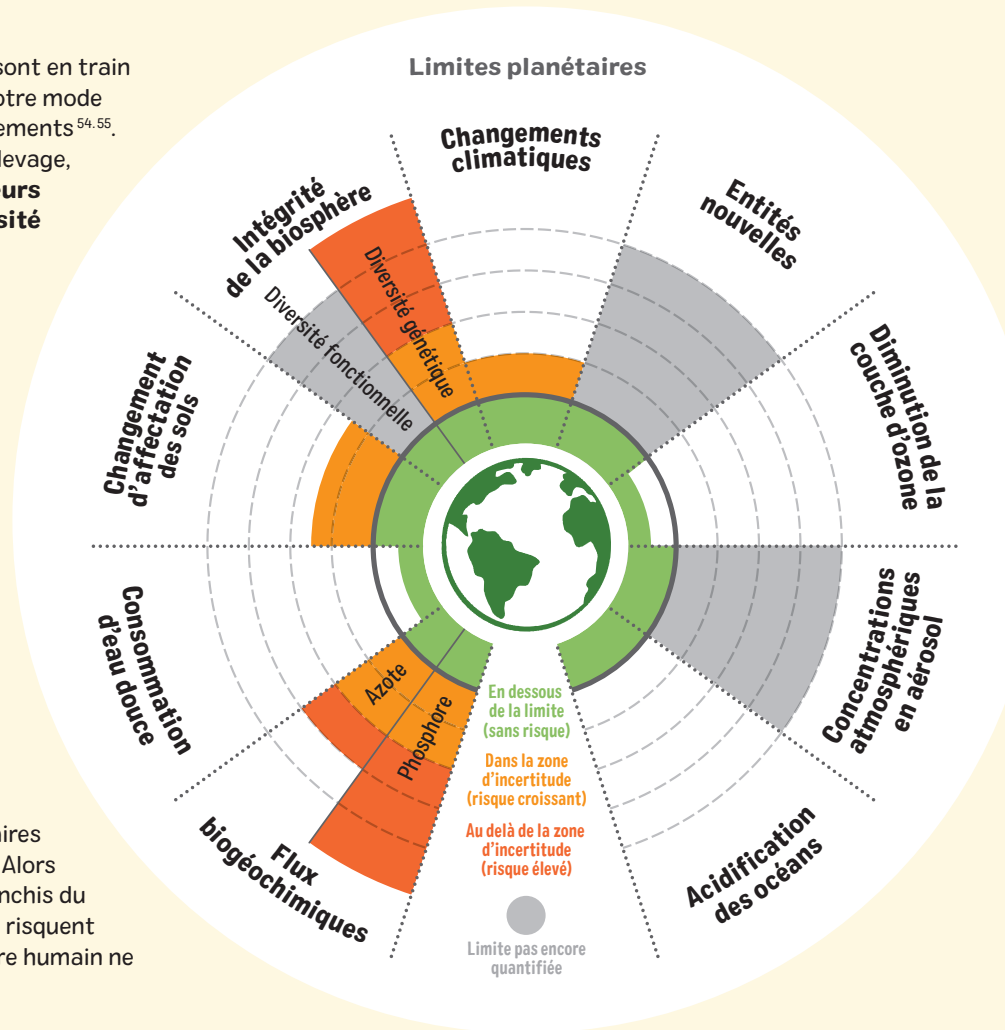 sont en train
otre mode
ements 54.55.
levage,
eurs
sité
Limites planétaires
Changements
climatiques
Entités
nouvelles
Diminution de la
couche d'ozone
Concentrations
atmosphériques
en aérosol
Acidification
des océans
Flux
biogéochimiques
Azote
Phosphore
Consommation
d'eau douce
Changement
d'affectation
des sols
Intégrité
de la biosphère
Diversité fonctionnelle
Diversité génétique
En dessous
de la limite
(sans risque)
Dans la zone
d'incertitude
(risque croissant)
Au delà de la zone
d'incertitude
(risque élevé)
Limite pas encore
quantifiée
aires
Alors
nchis du
risquent
re humain ne